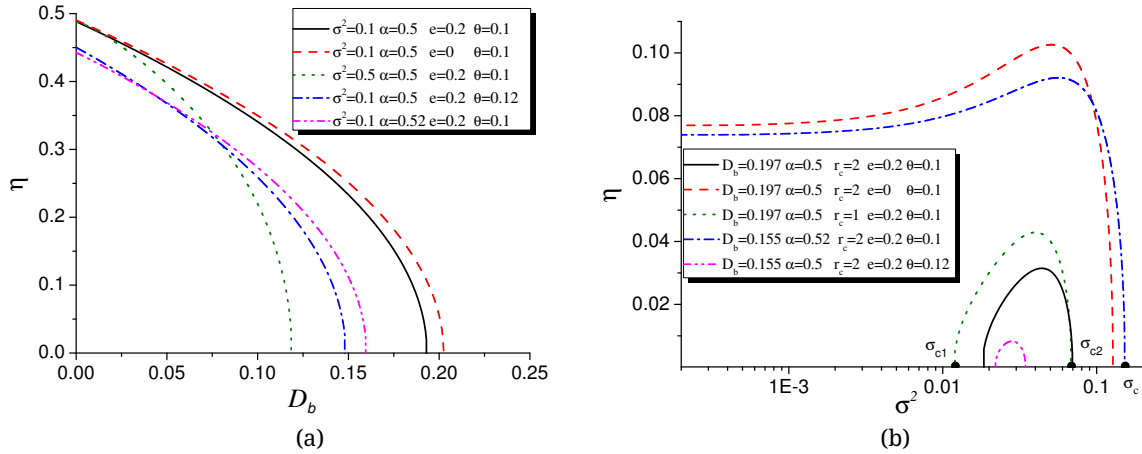 0.5
0.4
0.3
0.2
0.1
0.0
η
0.00
0.05
0.10
0.15
0.20
0.25
D_b
σ²=0.1 α=0.5 e=0.2 θ=0.1
σ²=0.1 α=0.5 e=0 θ=0.1
σ²=0.5 α=0.5 e=0.2 θ=0.1
σ²=0.1 α=0.5 e=0.2 θ=0.12
σ²=0.1 α=0.52 e=0.2 θ=0.1
(a)
0.10
0.08
0.06
0.04
0.02
η
D_b=0.197 α=0.5 r_c=2 e=0.2 θ=0.1
D_b=0.197 α=0.5 r_c=2 e=0 θ=0.1
D_b=0.197 α=0.5 r_c=1 e=0.2 θ=0.1
D_b=0.155 α=0.52 r_c=2 e=0.2 θ=0.1
D_b=0.155 α=0.5 r_c=2 e=0.2 θ=0.12
σ_c1
σ_c2
σ_c
1E-3
0.01
0.1
σ²
(b)